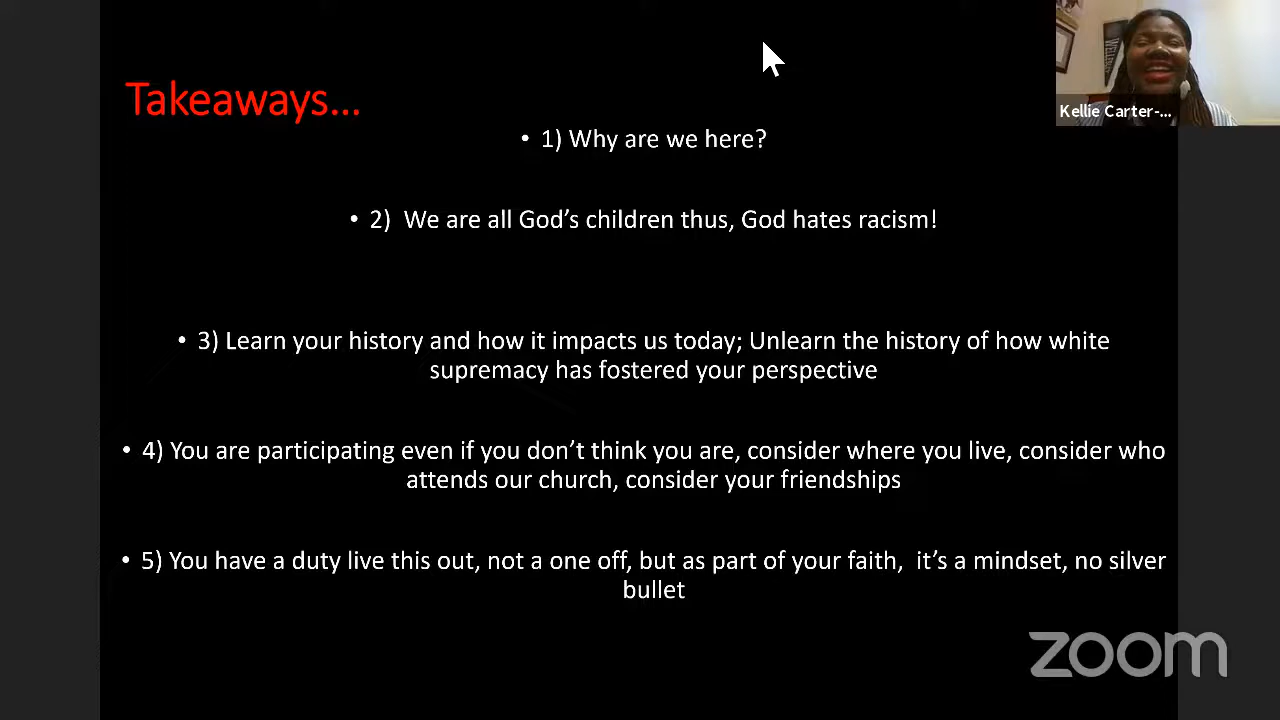 Takeaways...
Kellie Carter-...
• 1) Why are we here?
• 2) We are all God's children thus, God hates racism!
• 3) Learn your history and how it impacts us today; Unlearn the history of how white
supremacy has fostered your perspective
• 4) You are participating even if you don't think you are, consider where you live, consider who
attends our church, consider your friendships
• 5) You have a duty live this out, not a one off, but as part of your faith, it's a mindset, no silver
bullet
zoom